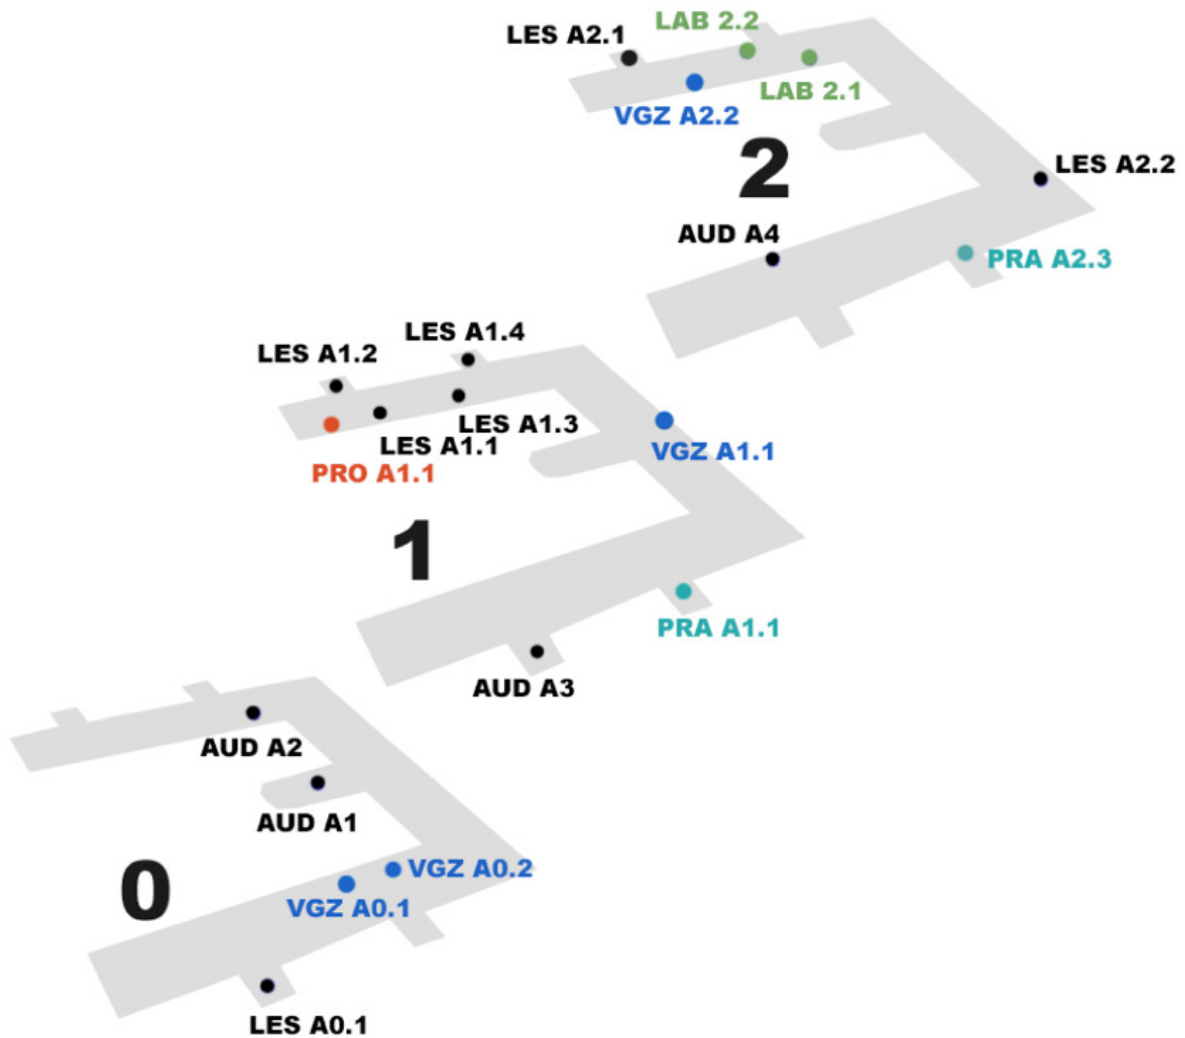 LAB 2.2
LES A2.1
LAB 2.1
VGZ A2.2
2
LES A2.2
AUD A4
PRA A2.3
LES A1.4
LES A1.2
LES A1.3
LES A1.1
VGZ A1.1
PRO A1.1
1
PRA A1.1
AUD A3
AUD A2
AUD A1
VGZ A0.2
0
VGZ A0.1
LES A0.1